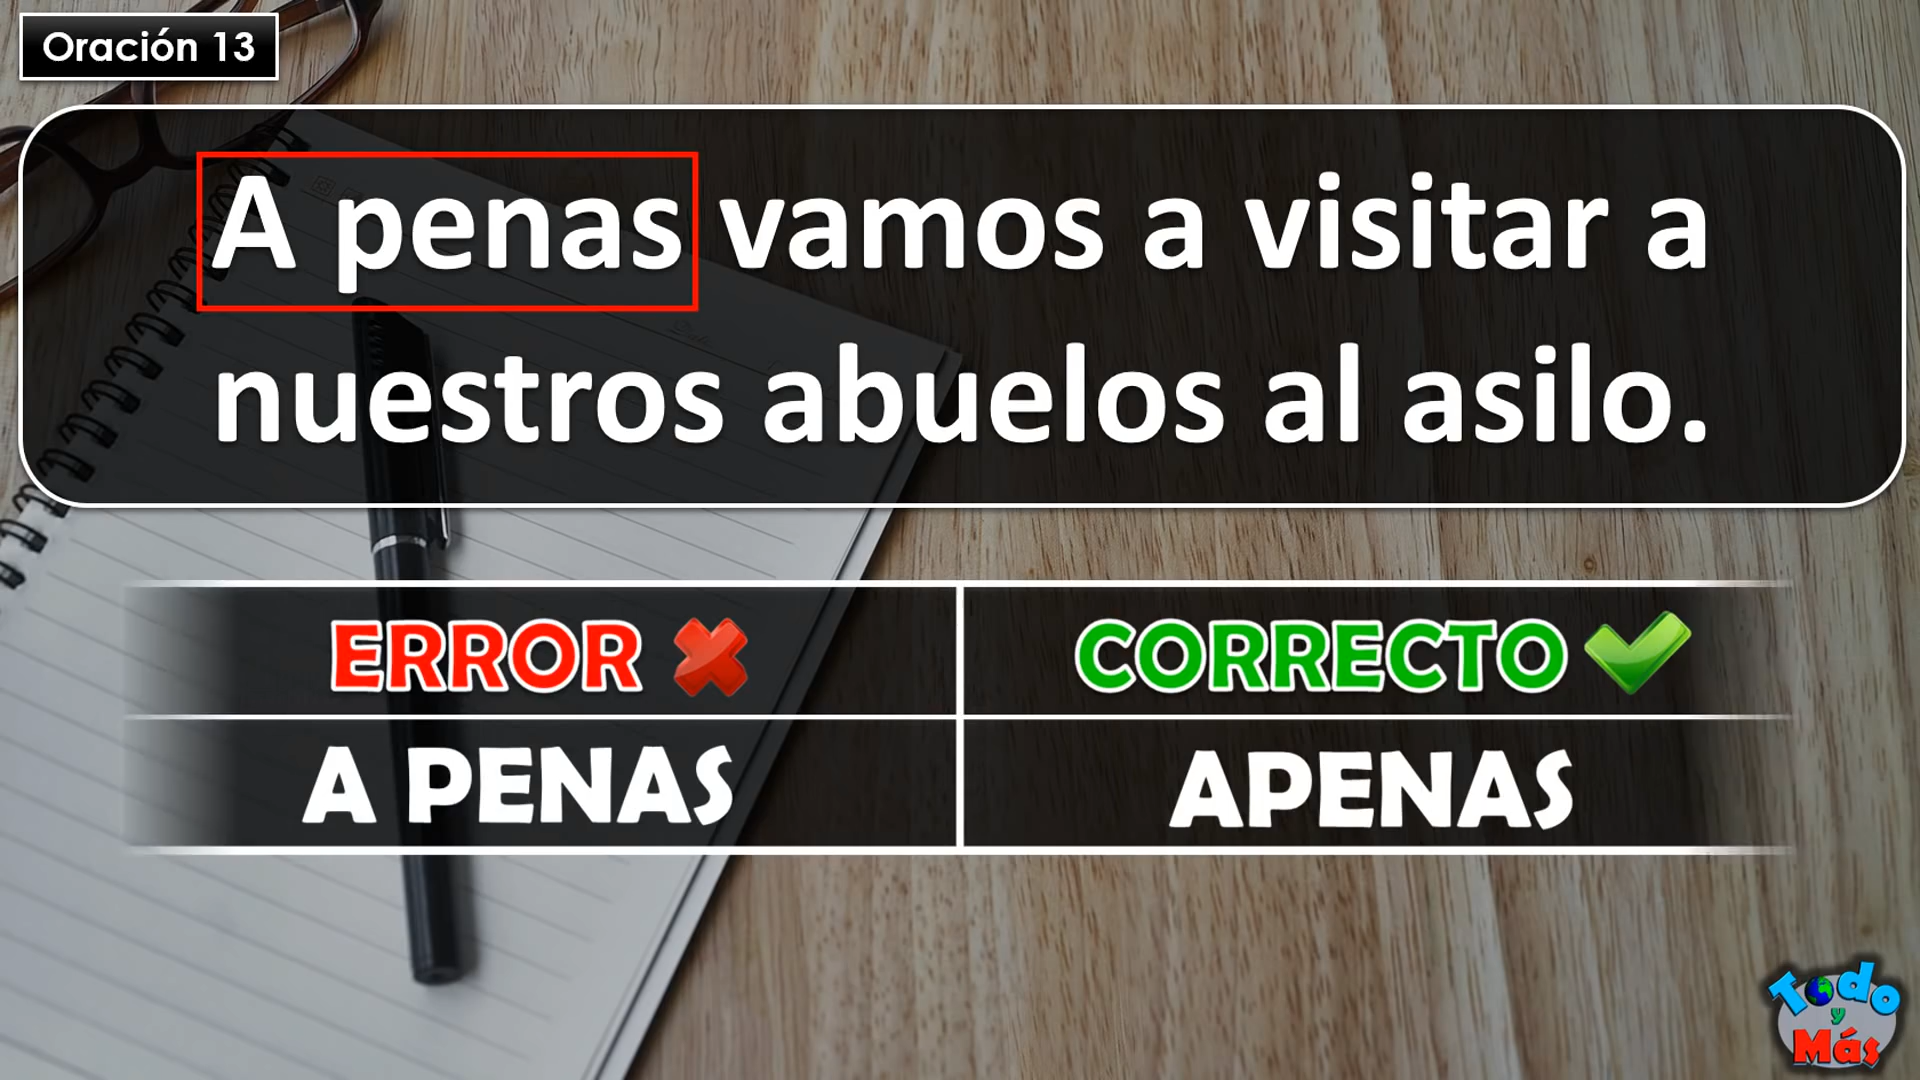 Oración 13
A penas vamos a visitar a
nuestros abuelos al asilo.
ERROR CORRECTO
A PENAS APENAS
Todo
y
Más